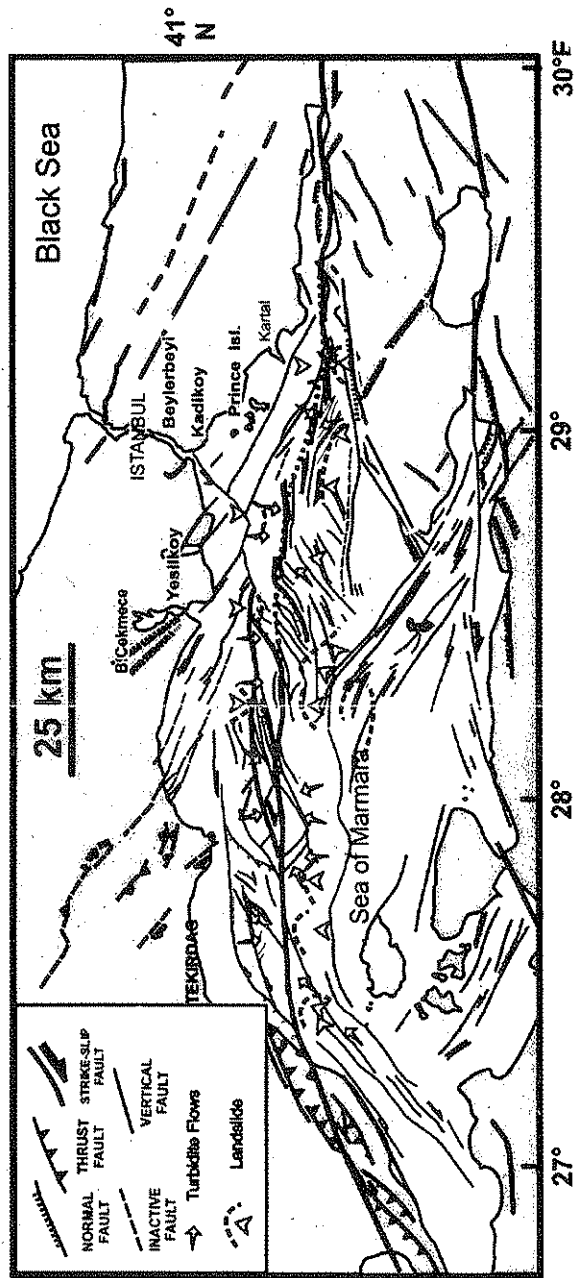 NORMAL FAULT
THRUST FAULT
STRIKE-SLIP FAULT
INACTIVE FAULT
VERTICAL FAULT
Turbidite Flows
Landslide
25 km
Black Sea
41°
N
ISTANBUL
Beylerbeyi
Kadikoy
Prince Isl.
Kartal
Yesilkoy
B'Cekmece
TEKIRDAG
Sea of Marmara
27°
28°
29°
30°E